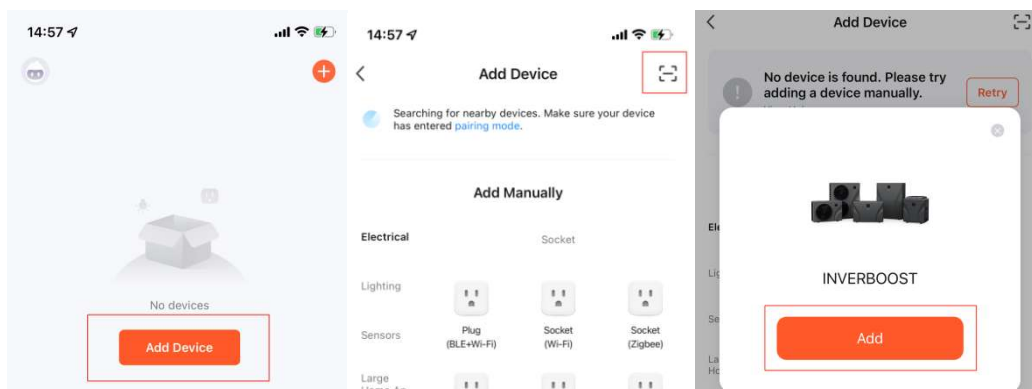 14:57
No devices
Add Device
14:57
Add Device
Searching for nearby devices. Make sure your device
has entered pairing mode.
Add Manually
Electrical
Socket
Lighting
Sensors
Plug
(BLE+Wi-Fi)
Socket
(Wi-Fi)
Socket
(Zigbee)
Large
Add Device
No device is found. Please try
adding a device manually.
Retry
INVERBOOST
Add